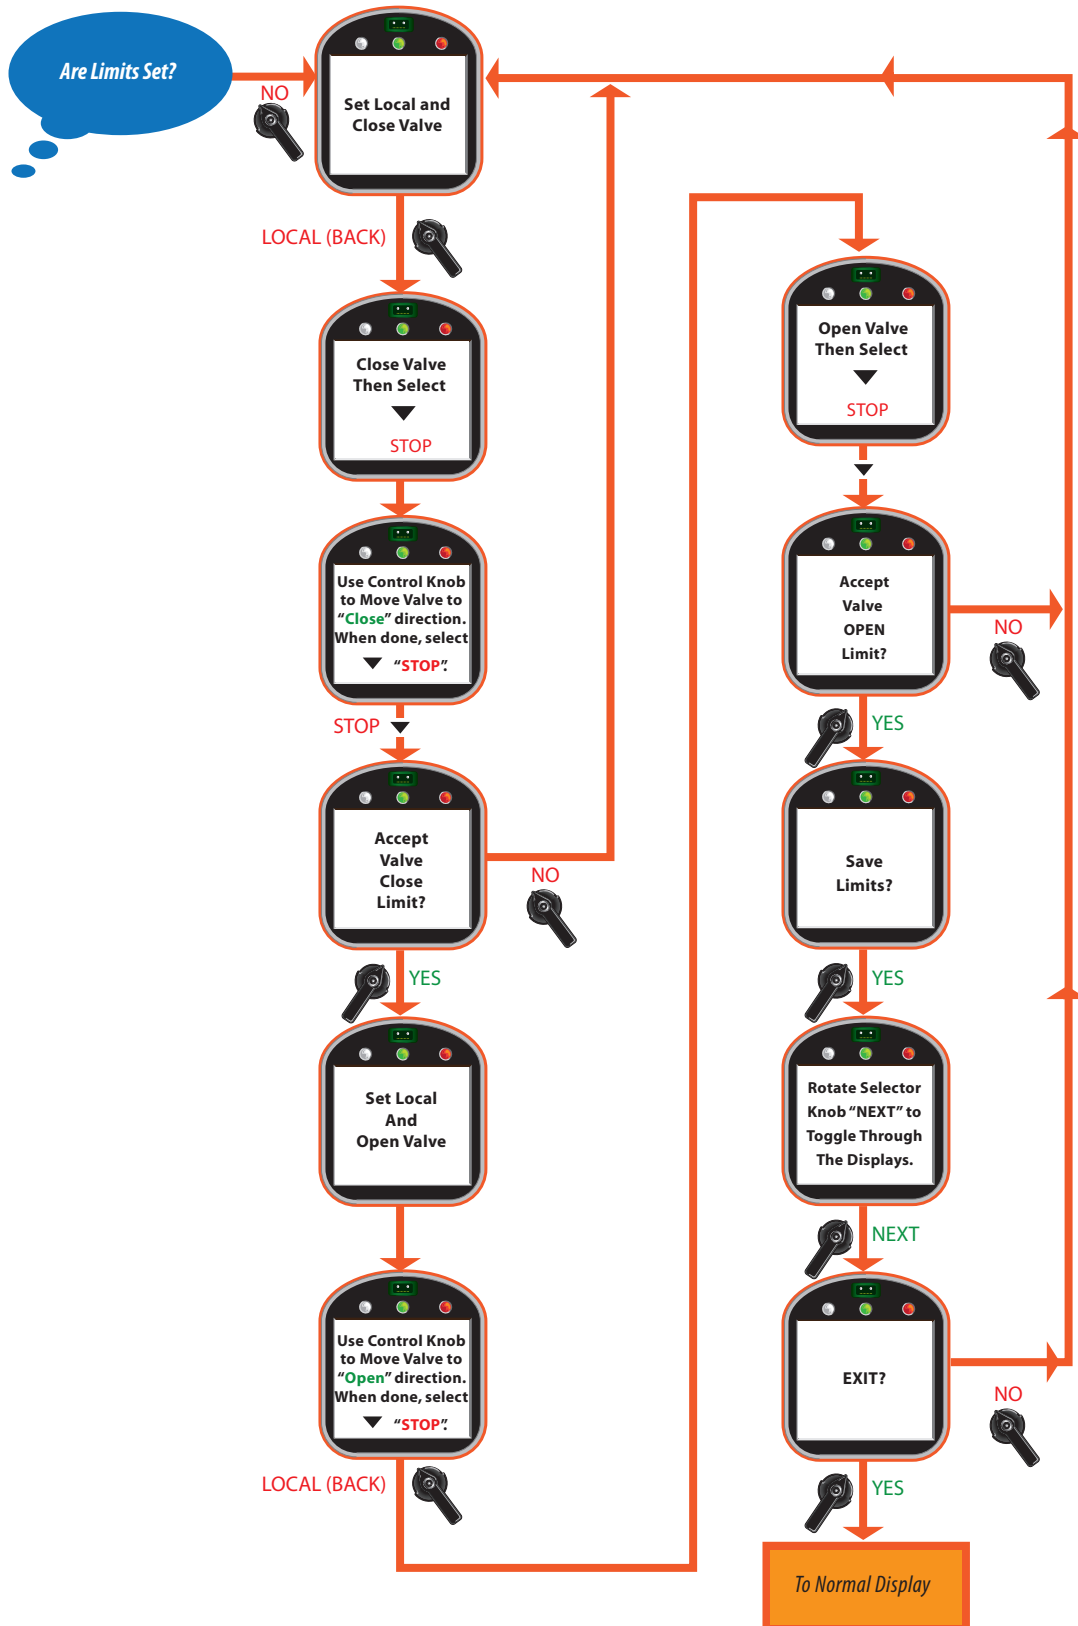 Are Limits Set?
NO
Set Local and
Close Valve
LOCAL (BACK)
Close Valve
Then Select
STOP
Use Control Knob
to Move Valve to
“Close” direction.
When done, select
“STOP”.
STOP
Accept
Valve
Close
Limit?
NO
YES
Set Local
And
Open Valve
Use Control Knob
to Move Valve to
“Open” direction.
When done, select
“STOP”.
LOCAL (BACK)
Open Valve
Then Select
STOP
Accept
Valve
OPEN
Limit?
NO
YES
Save
Limits?
YES
Rotate Selector
Knob “NEXT” to
Toggle Through
The Displays.
NEXT
EXIT?
NO
YES
To Normal Display